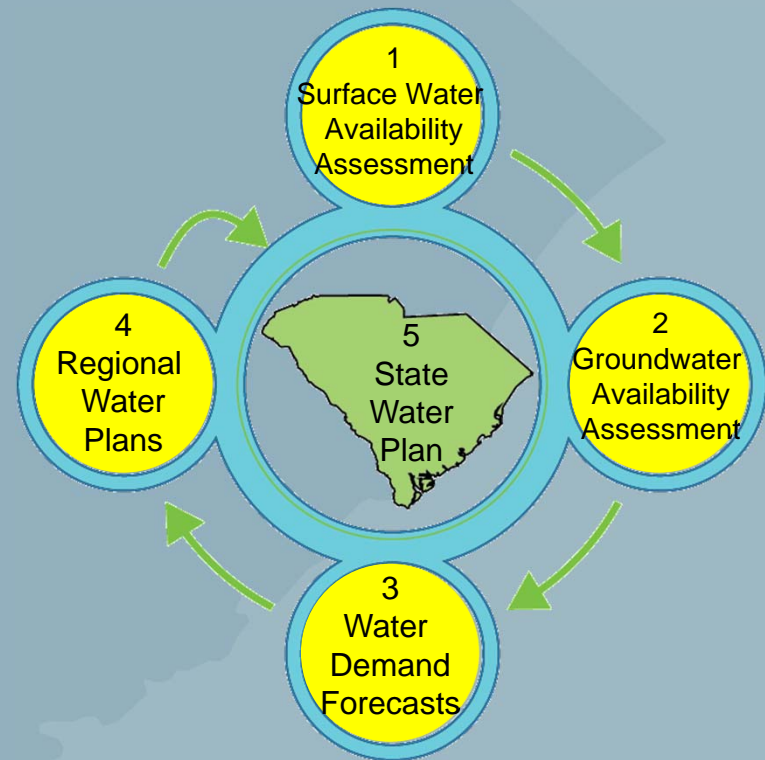 1
Surface Water
Availability
Assessment
2
Groundwater
Availability
Assessment
3
Water
Demand
Forecasts
4
Regional
Water
Plans
5
State
Water
Plan